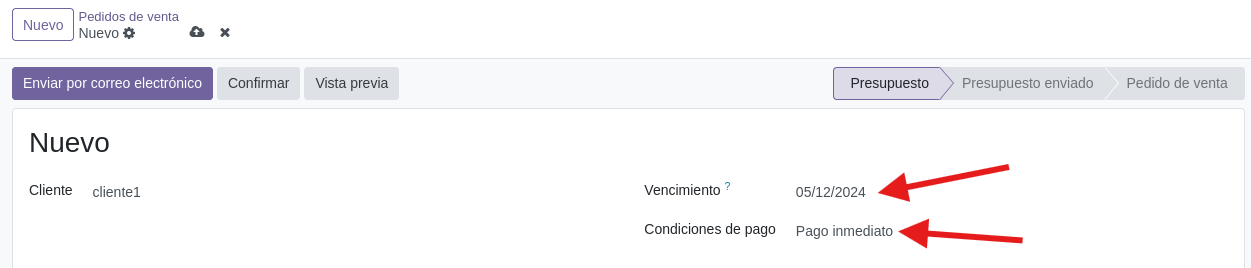 Nuevo
Pedidos de venta
Nuevo
Enviar por correo electrónico
Confirmar
Vista previa
Presupuesto
Presupuesto enviado
Pedido de venta
Nuevo
Cliente cliente1
Vencimiento ? 05/12/2024
Condiciones de pago Pago inmediato